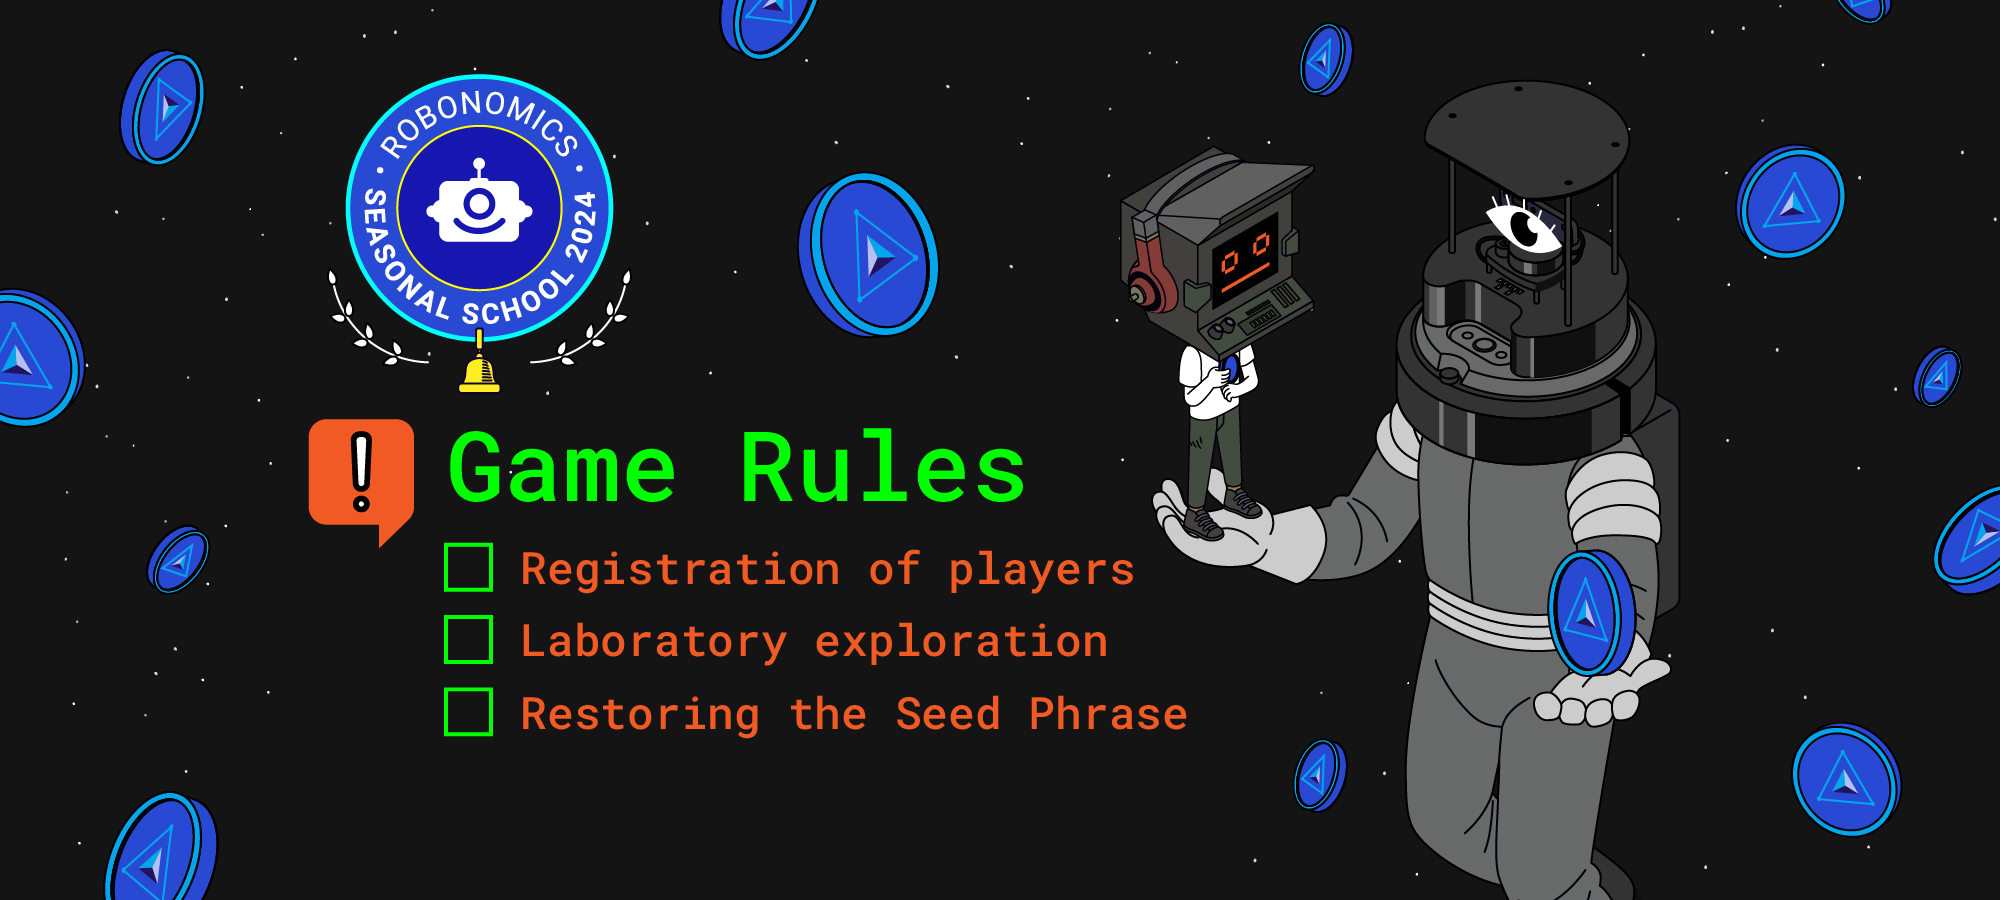 • ROBONOMICS •
SEASONAL SCHOOL 2024
!
Game Rules
Registration of players
Laboratory exploration
Restoring the Seed Phrase